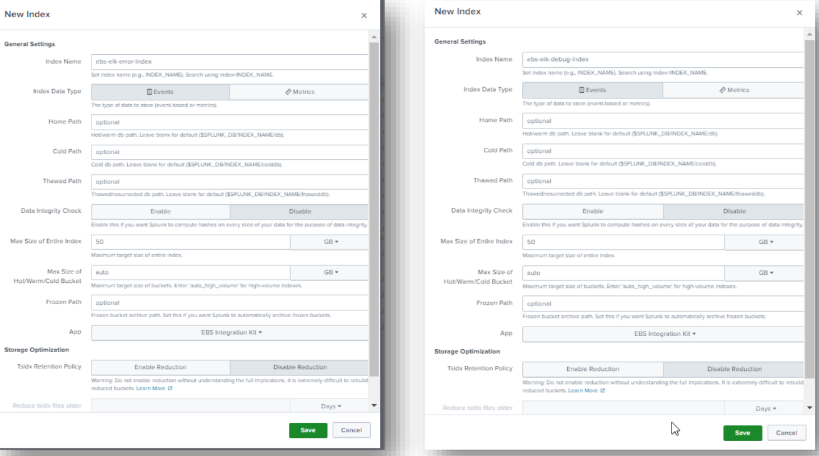 New Index
×
General Settings
Index Name
ebs-elk-error-index
Set index name (e.g., INDEX_NAME). Search using index=INDEX_NAME.
Index Data Type
Events
Metrics
The type of data to store (event-based or metrics).
Home Path
optional
Hot/warm db path. Leave blank for default ($SPLUNK_DB/INDEX_NAME/db).
Cold Path
optional
Cold db path. Leave blank for default ($SPLUNK_DB/INDEX_NAME/colddb).
Thawed Path
optional
Thawed/resurrected db path. Leave blank for default ($SPLUNK_DB/INDEX_NAME/thaweddb).
Data Integrity Check
Enable
Disable
Enable this if you want Splunk to compute hashes on every slice of your data for the purpose of data integrity.
Max Size of Entire Index
50
GB
Maximum target size of entire index.
Max Size of
Hot/Warm/Cold Bucket
auto
GB
Maximum target size of buckets. Enter 'auto_high_volume' for high-volume indexes.
Frozen Path
optional
Frozen bucket archive path. Set this if you want Splunk to automatically archive frozen buckets.
App
EBS Integration Kit
Storage Optimization
Tsidx Retention Policy
Enable Reduction
Disable Reduction
Warning: Do not enable reduction without understanding the full implications. It is extremely difficult to rebuild
reduced buckets. Learn More
Reduce tsidx files older
Days
Save
Cancel
New Index
×
General Settings
Index Name
ebs-elk-debug-index
Set index name (e.g., INDEX_NAME). Search using index=INDEX_NAME.
Index Data Type
Events
Metrics
The type of data to store (event-based or metrics).
Home Path
optional
Hot/warm db path. Leave blank for default ($SPLUNK_DB/INDEX_NAME/db).
Cold Path
optional
Cold db path. Leave blank for default ($SPLUNK_DB/INDEX_NAME/colddb).
Thawed Path
optional
Thawed/resurrected db path. Leave blank for default ($SPLUNK_DB/INDEX_NAME/thaweddb).
Data Integrity Check
Enable
Disable
Enable this if you want Splunk to compute hashes on every slice of your data for the purpose of data integrity.
Max Size of Entire Index
50
GB
Maximum target size of entire index.
Max Size of
Hot/Warm/Cold Bucket
auto
GB
Maximum target size of buckets. Enter 'auto_high_volume' for high-volume indexes.
Frozen Path
optional
Frozen bucket archive path. Set this if you want Splunk to automatically archive frozen buckets.
App
EBS Integration Kit
Storage Optimization
Tsidx Retention Policy
Enable Reduction
Disable Reduction
Warning: Do not enable reduction without understanding the full implications. It is extremely difficult to rebuild
reduced buckets. Learn More
Reduce tsidx files older
Days
Save
Cancel